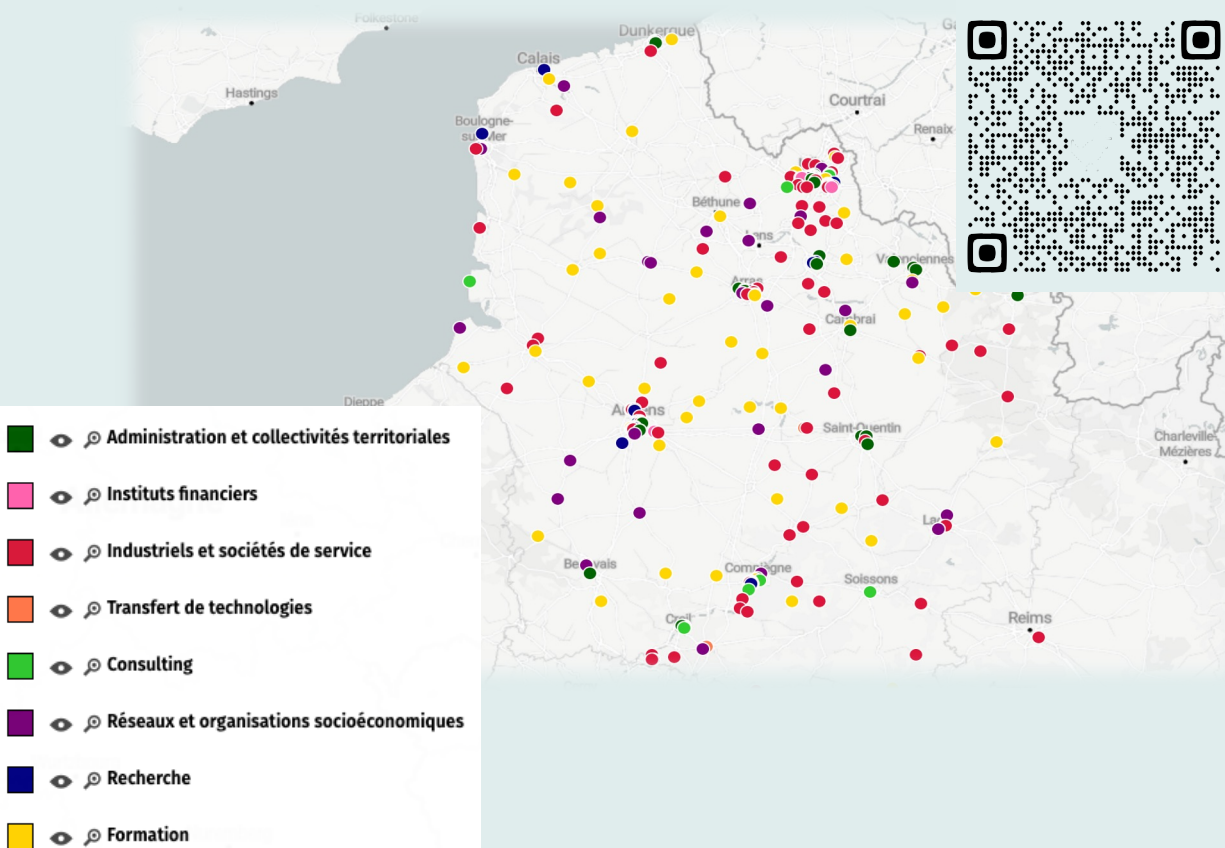 Folkestone
Dunkerque
Calais
Hastings
Courtrai
Boulogne-
sur-Mer
Renaix
Béthune
Lens
Valenciennes
Arras
Cambrai
Dieppe
Amiens
Saint-Quentin
Charleville-
Mézières
Laon
Beauvais
Compiègne
Soissons
Creil
Reims
Administration et collectivités territoriales
Instituts financiers
Industriels et sociétés de service
Transfert de technologies
Consulting
Réseaux et organisations socioéconomiques
Recherche
Formation